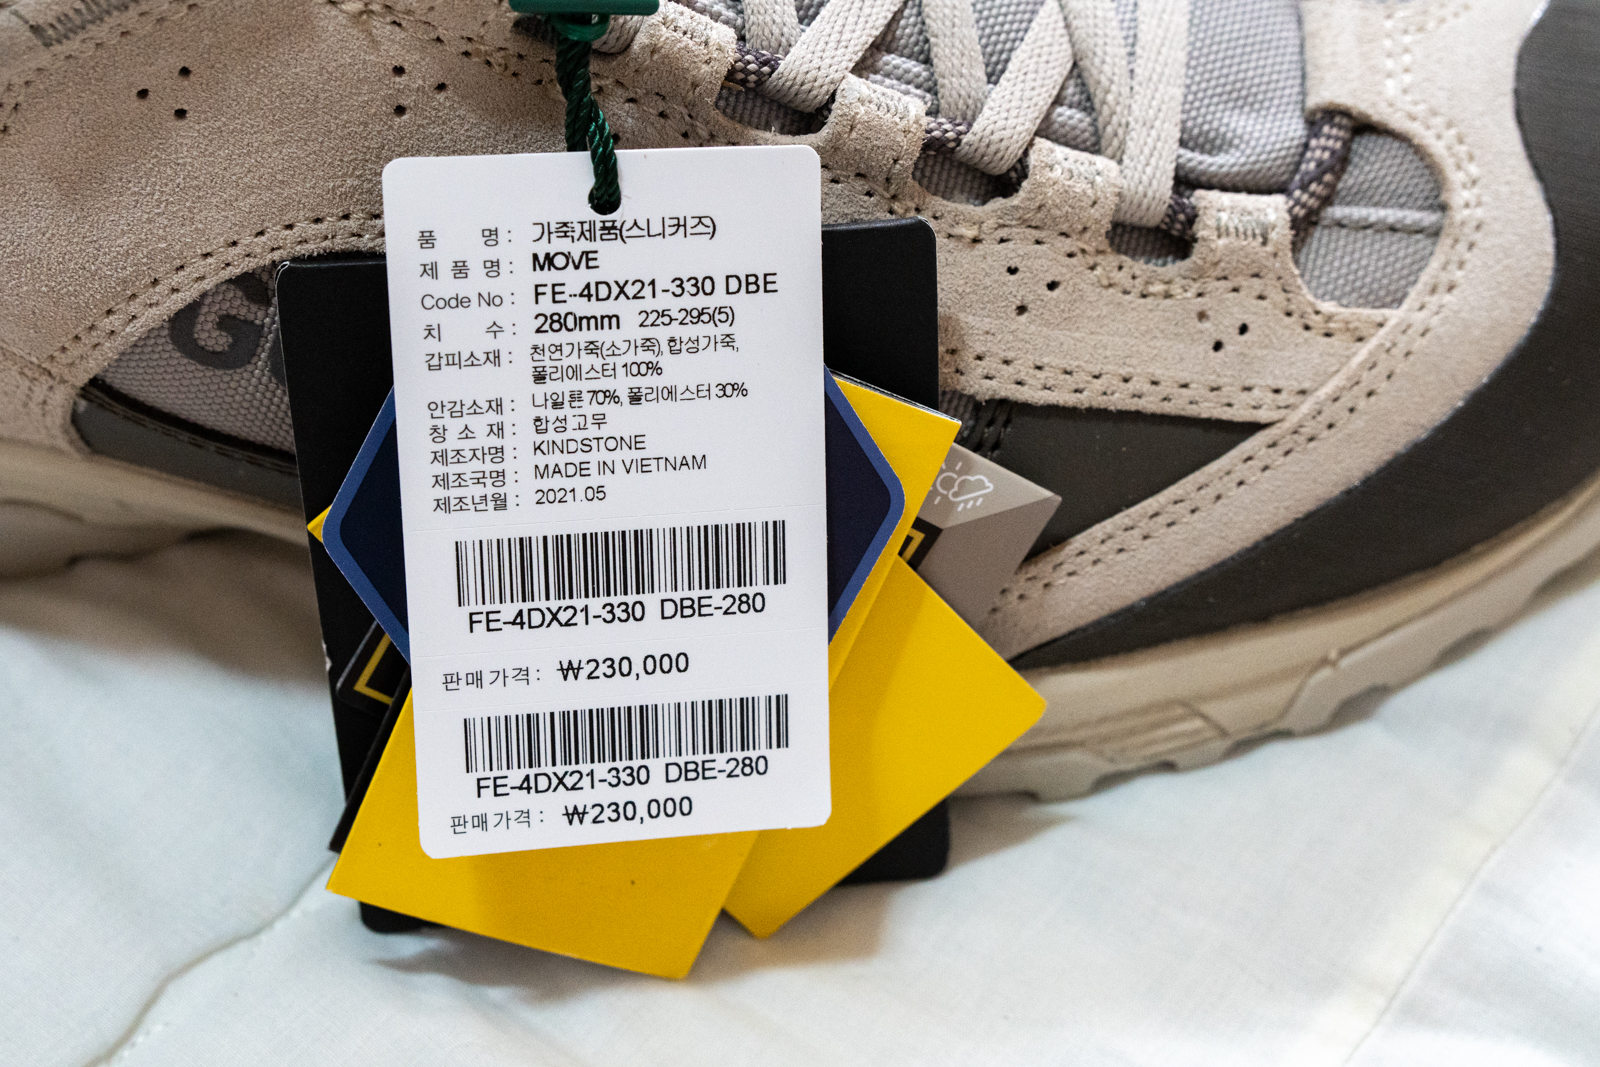 품 명 : 가죽제품(스니커즈)
제 품 명 : MOVE
Code No : FE-4DX21-330 DBE
치 수 : 280mm 225-295(5)
갑피소재 : 천연가죽(소가죽), 합성가죽,
폴리에스터 100%
안감소재 : 나일론 70%, 폴리에스터 30%
창 소 재 : 합성고무
제조자명 : KINDSTONE
제조국명 : MADE IN VIETNAM
제조년월 : 2021.05
FE-4DX21-330 DBE-280
판매가격 : ₩230,000
FE-4DX21-330 DBE-280
판매가격 : ₩230,000